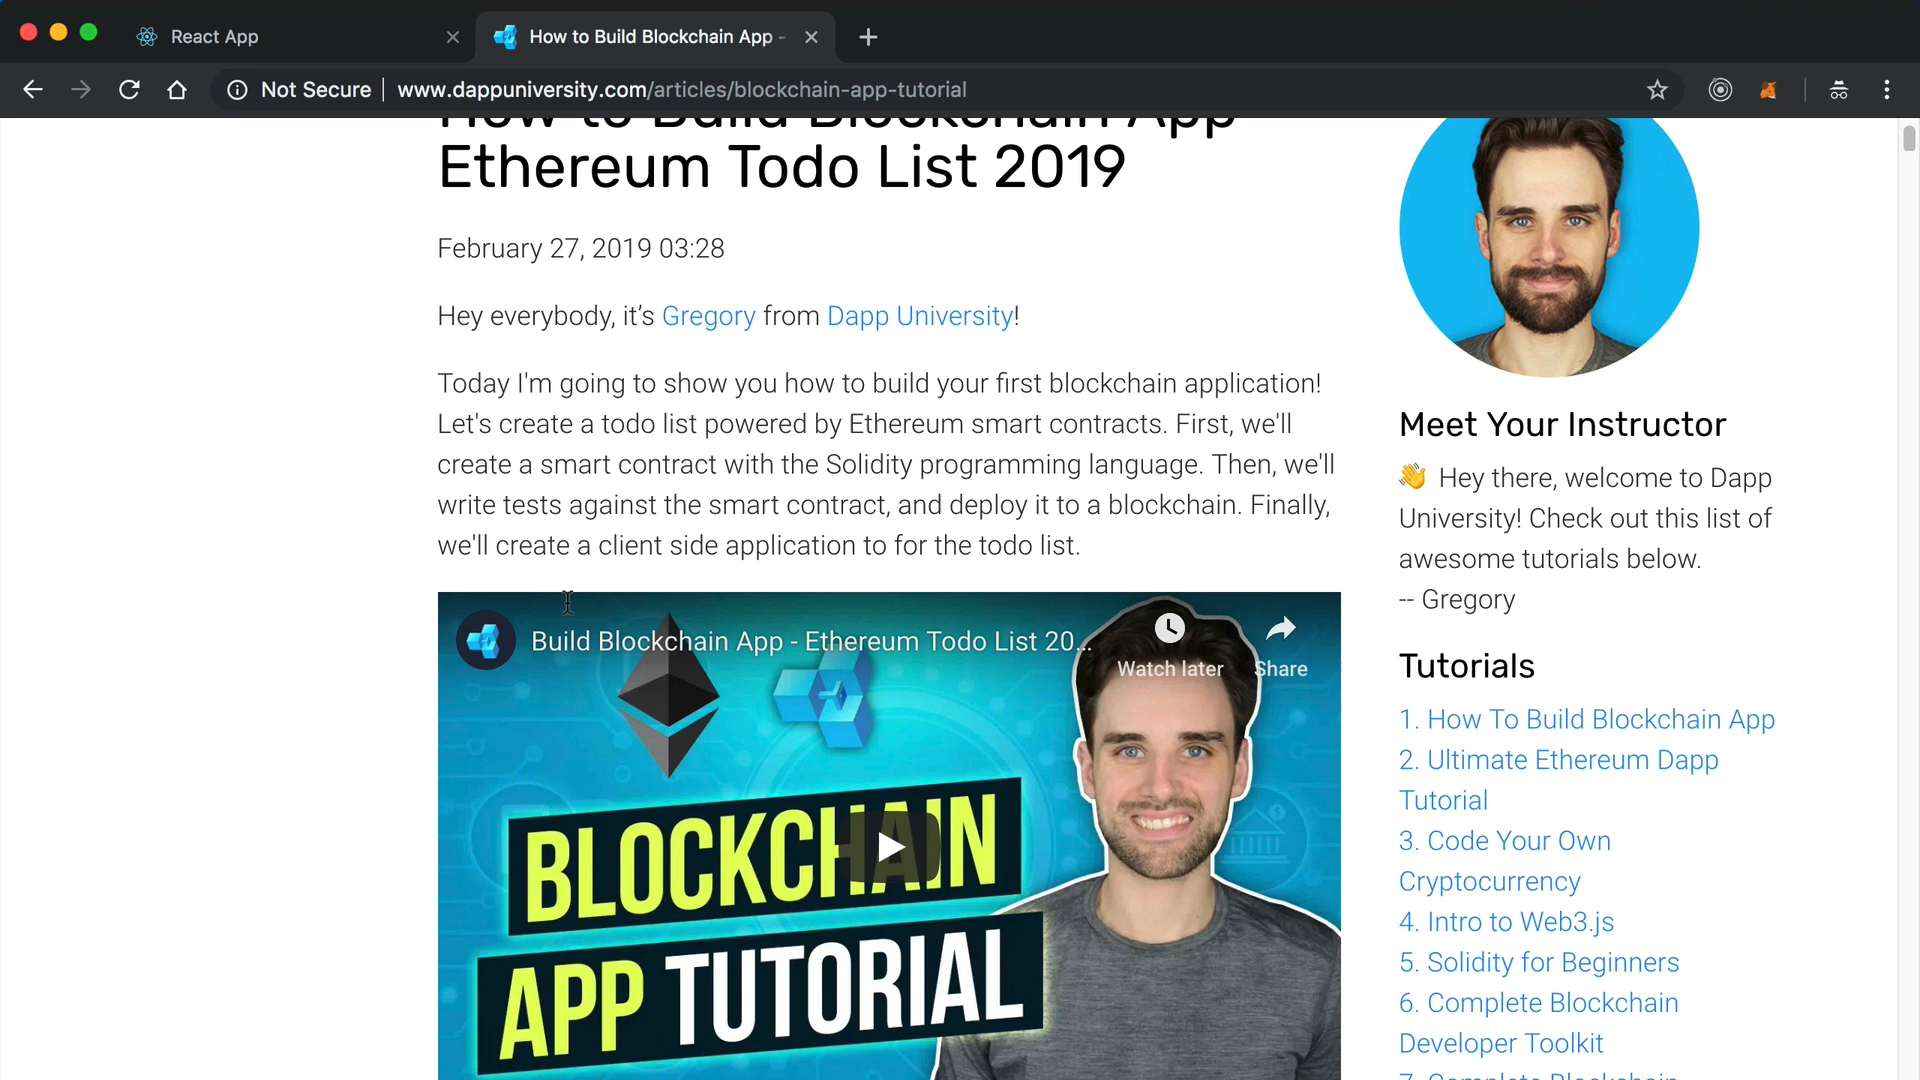 React App
How to Build Blockchain App -
Not Secure
www.dappuniversity.com/articles/blockchain-app-tutorial
How to Build Blockchain App
Ethereum Todo List 2019
February 27, 2019 03:28
Hey everybody, it’s Gregory from Dapp University!
Today I'm going to show you how to build your first blockchain application!
Let's create a todo list powered by Ethereum smart contracts. First, we'll
create a smart contract with the Solidity programming language. Then, we'll
write tests against the smart contract, and deploy it to a blockchain. Finally,
we'll create a client side application to for the todo list.
Build Blockchain App - Ethereum Todo List 20...
Watch later
Share
BLOCKCHAIN
APP TUTORIAL
Meet Your Instructor
👋 Hey there, welcome to Dapp
University! Check out this list of
awesome tutorials below.
-- Gregory
Tutorials
1. How To Build Blockchain App
2. Ultimate Ethereum Dapp
Tutorial
3. Code Your Own
Cryptocurrency
4. Intro to Web3.js
5. Solidity for Beginners
6. Complete Blockchain
Developer Toolkit
7. Complete Blockchain